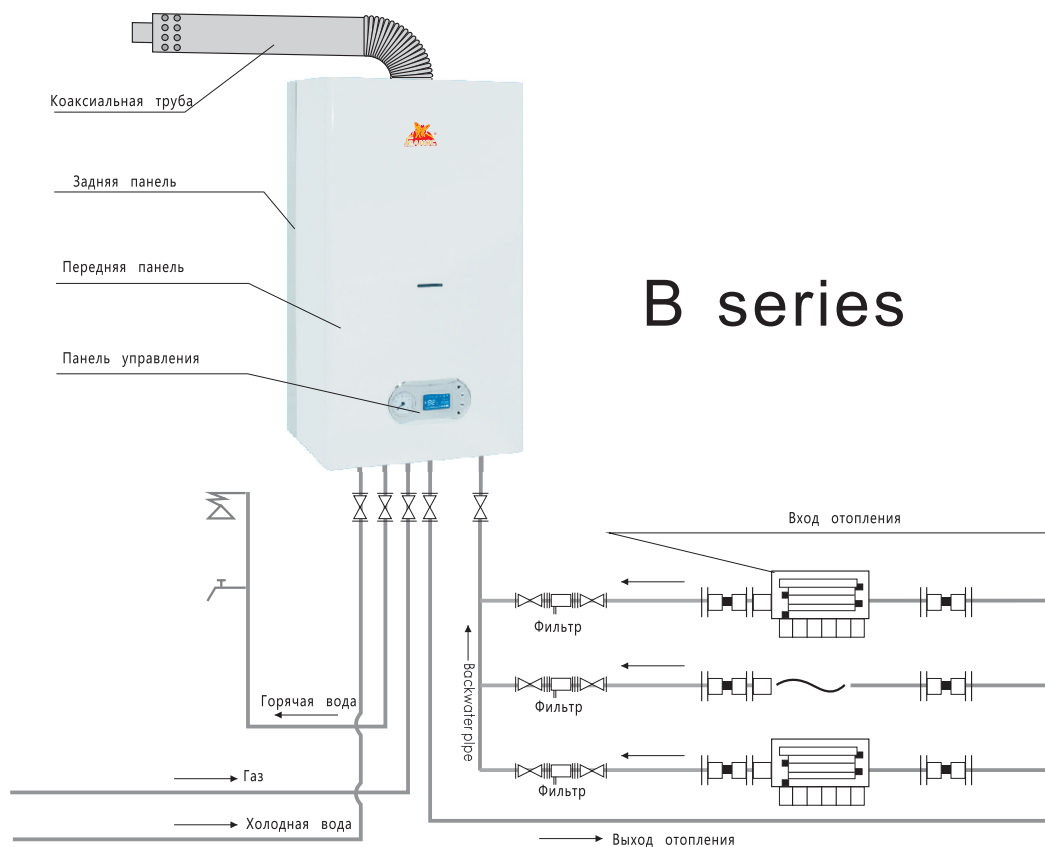 Коаксиальная труба
Задняя панель
Передняя панель
B series
Панель управления
Вход отопления
Фильтр
Backwater pIpe
Фильтр
Горячая вода
Газ
Фильтр
Холодная вода
Выход отопления